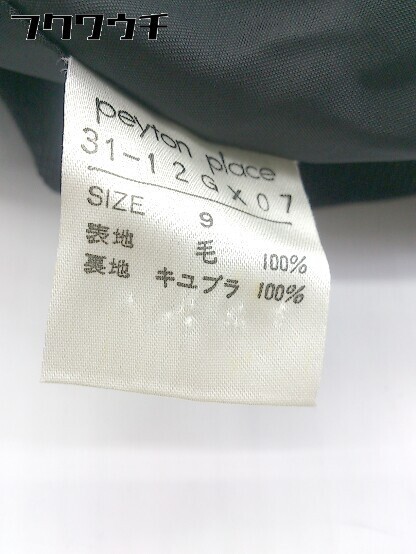 フクウウチ
peyton place
31-12GX07
SIZE 9
表地 毛 100%
裏地 キュプラ 100%